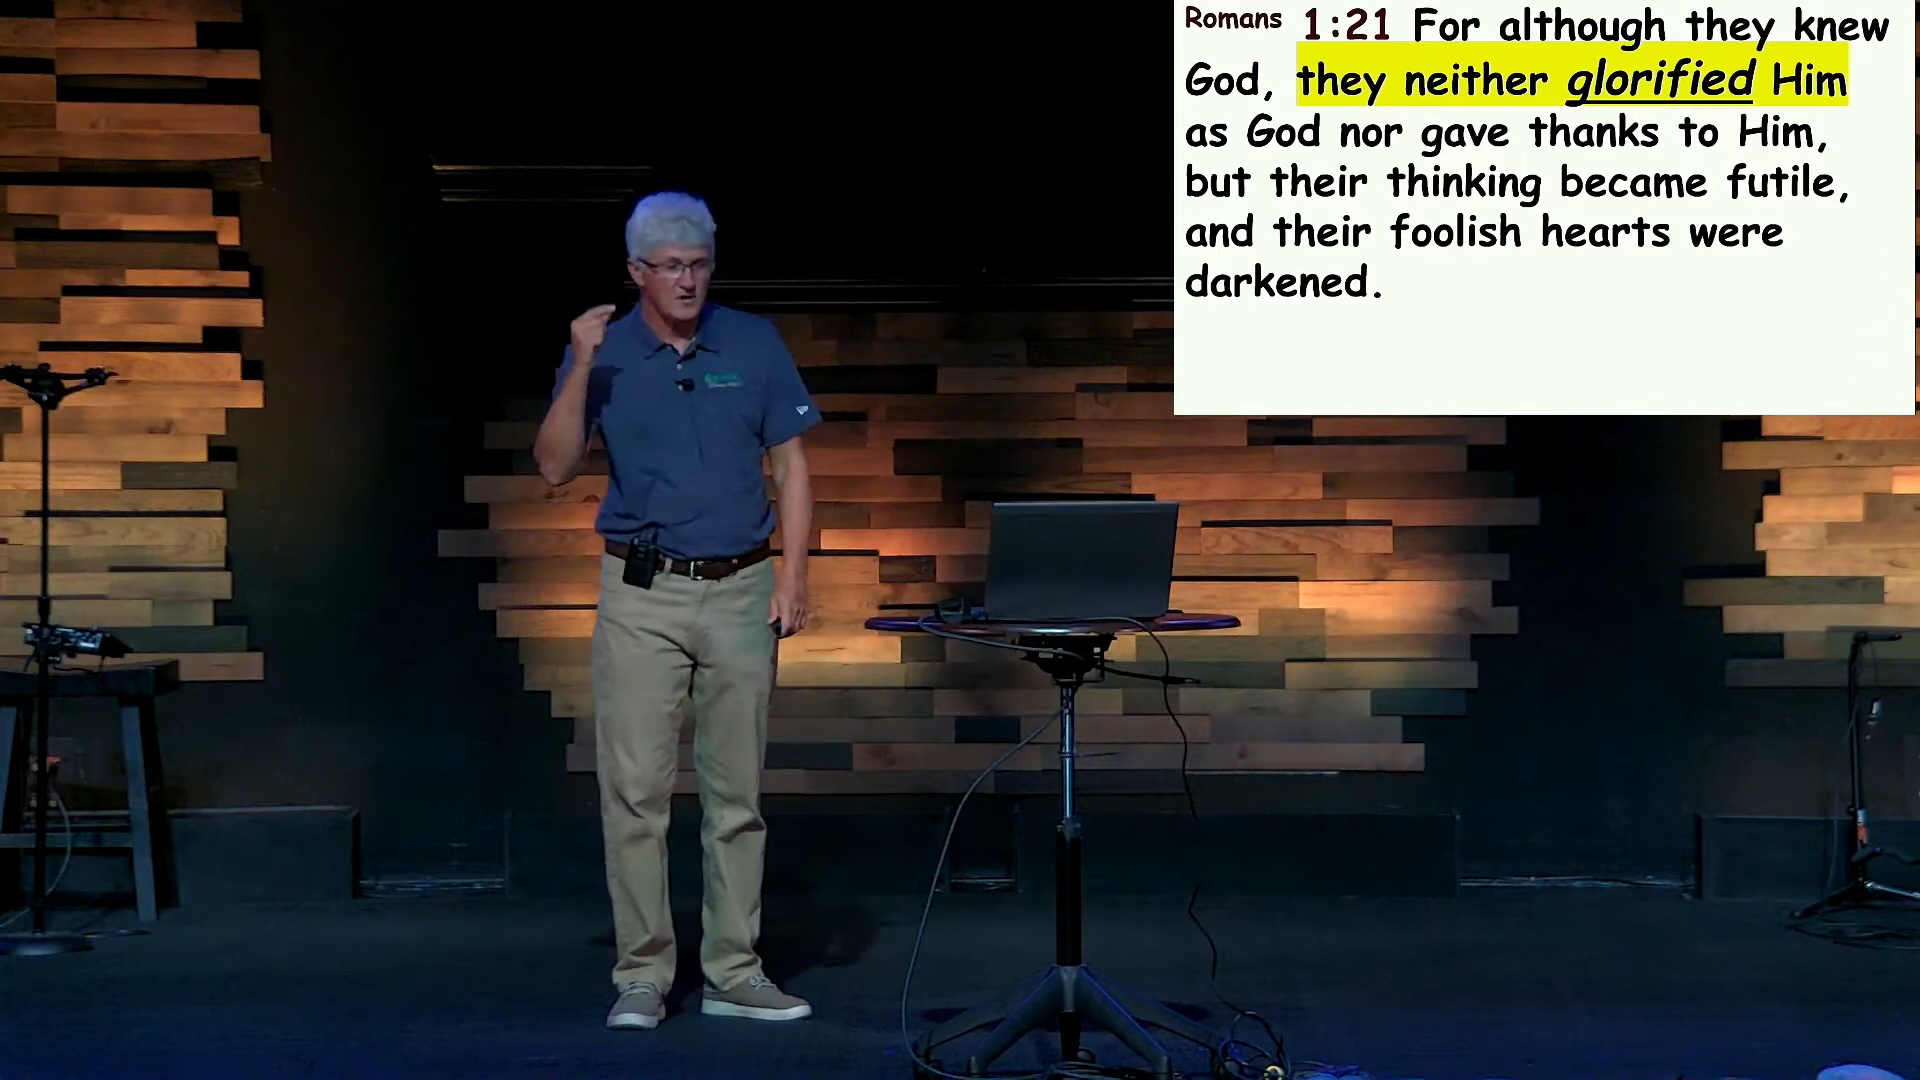 Romans 1:21 For although they knew
God, they neither glorified Him
as God nor gave thanks to Him,
but their thinking became futile,
and their foolish hearts were
darkened.